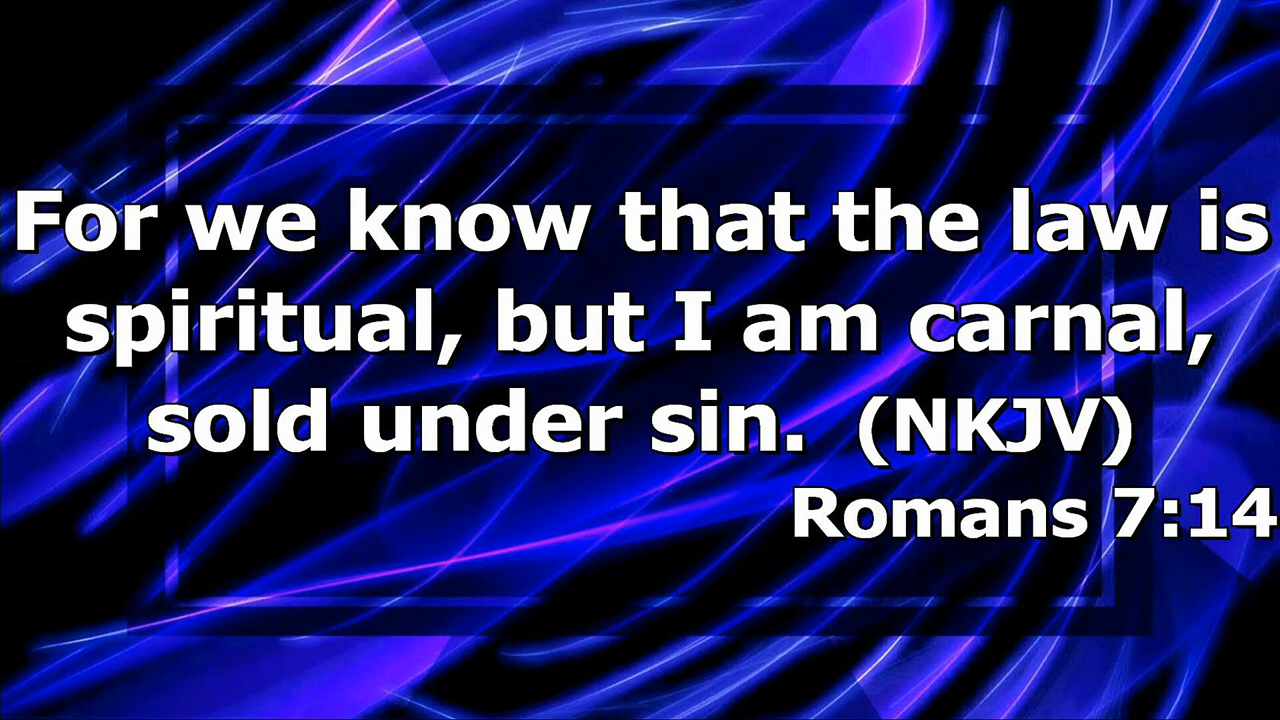 For we know that the law is
spiritual, but I am carnal,
sold under sin.  (NKJV)
Romans 7:14